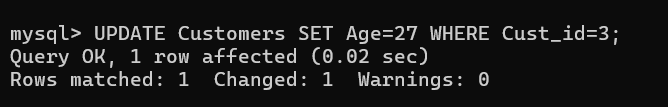 mysql> UPDATE Customers SET Age=27 WHERE Cust_id=3;
Query OK, 1 row affected (0.02 sec)
Rows matched: 1  Changed: 1  Warnings: 0